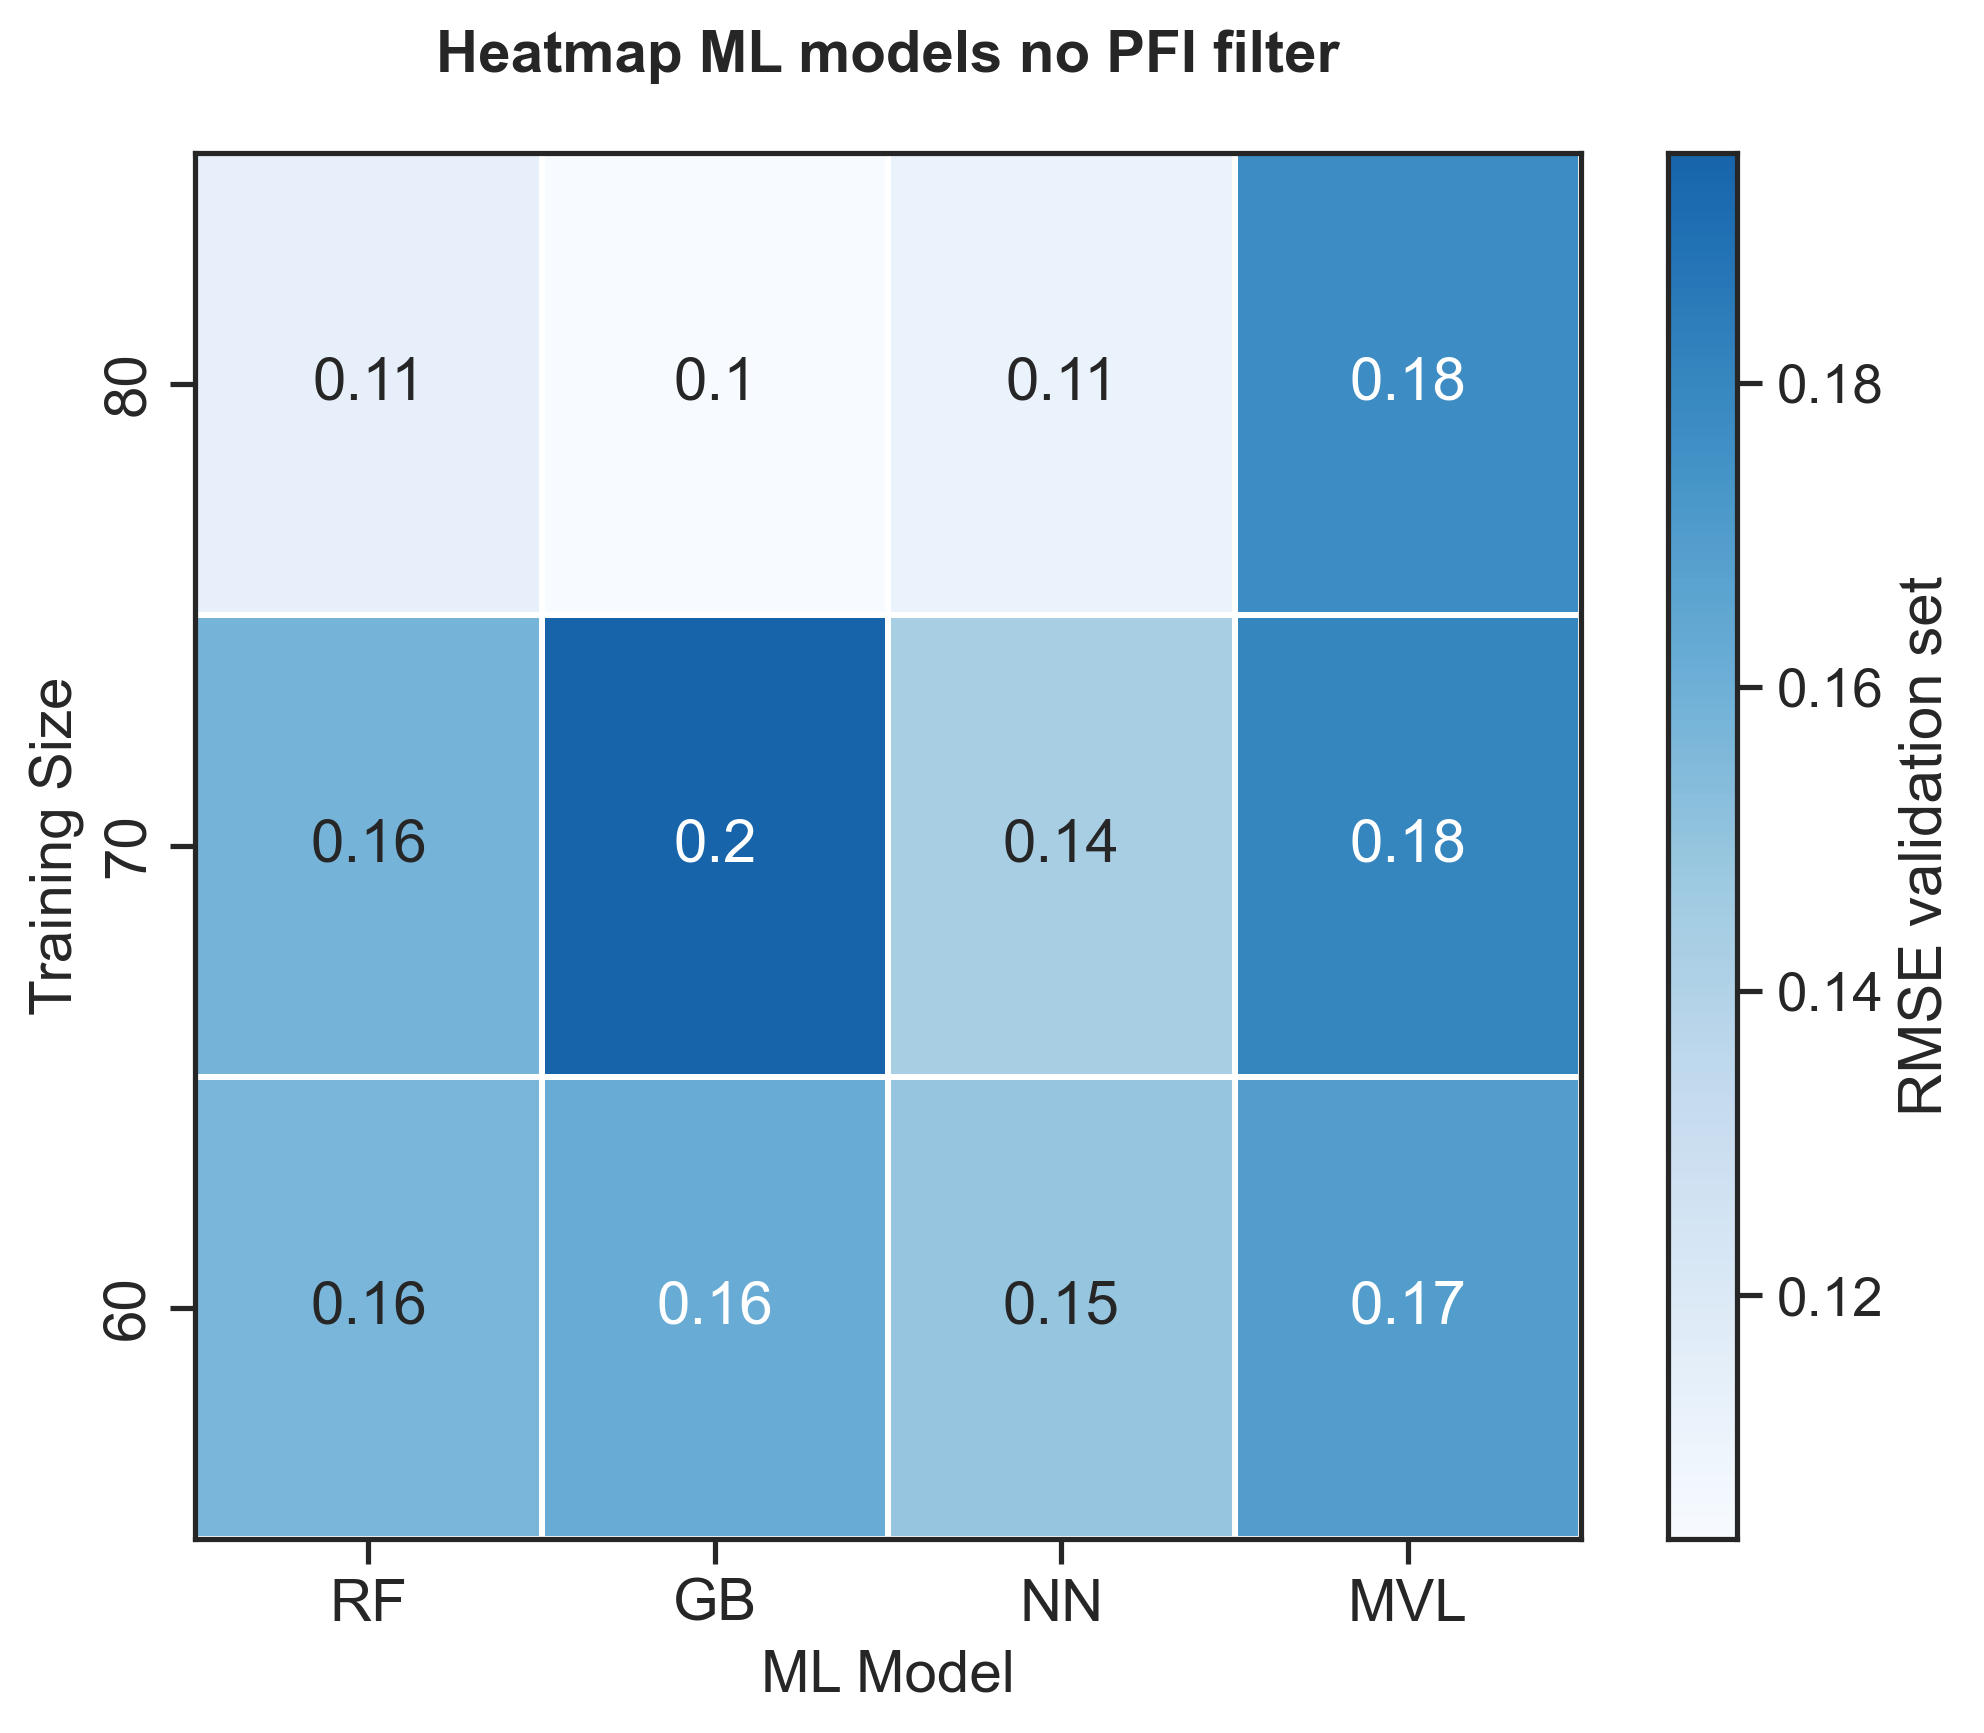 Heatmap ML models no PFI filter
Training Size
80
0.11 0.1 0.11 0.18
70
0.16 0.2 0.14 0.18
60
0.16 0.16 0.15 0.17
RF GB NN MVL
ML Model
0.18
0.16
0.14
0.12
RMSE validation set